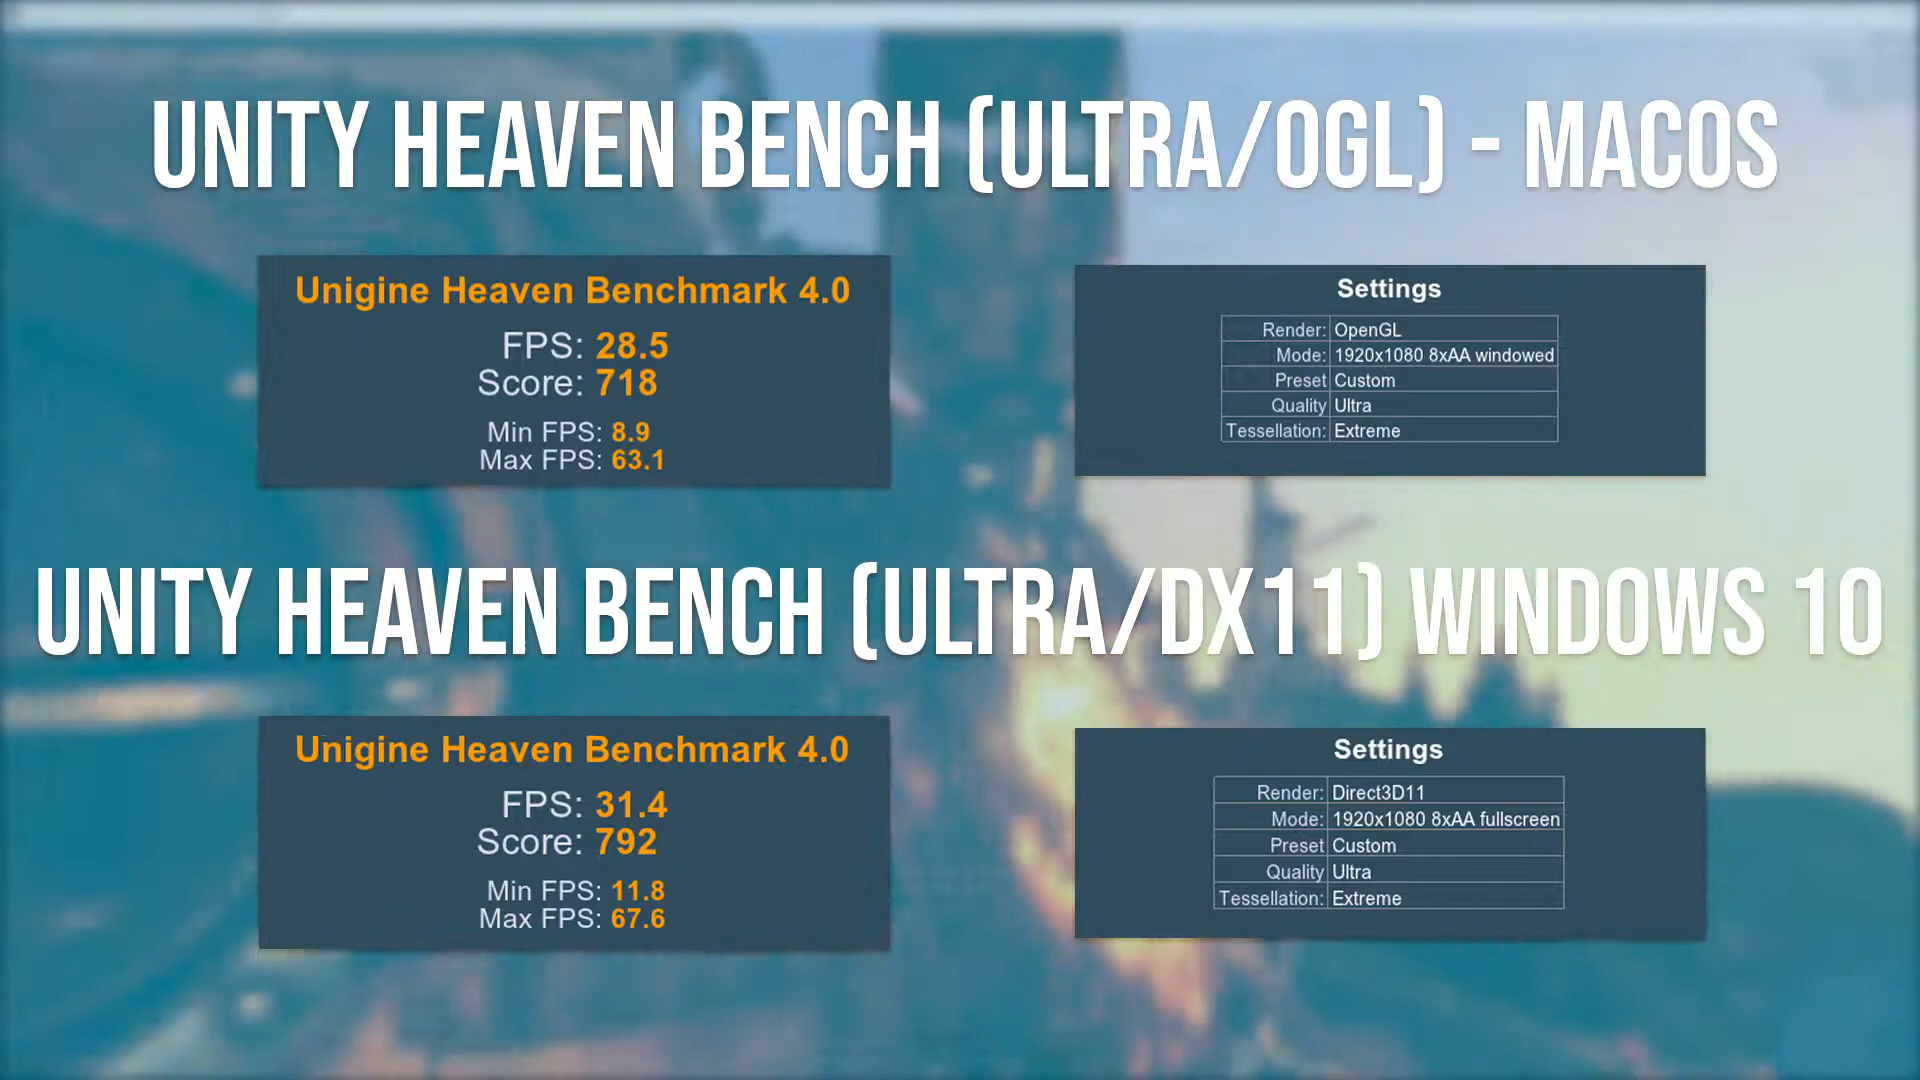 UNITY HEAVEN BENCH (ULTRA/OGL) - MACOS
Unigine Heaven Benchmark 4.0
FPS: 28.5
Score: 718
Min FPS: 8.9
Max FPS: 63.1
Settings
Render: OpenGL
Mode: 1920x1080 8xAA windowed
Preset Custom
Quality Ultra
Tessellation: Extreme
UNITY HEAVEN BENCH (ULTRA/DX11) WINDOWS 10
Unigine Heaven Benchmark 4.0
FPS: 31.4
Score: 792
Min FPS: 11.8
Max FPS: 67.6
Settings
Render: Direct3D11
Mode: 1920x1080 8xAA fullscreen
Preset Custom
Quality Ultra
Tessellation: Extreme